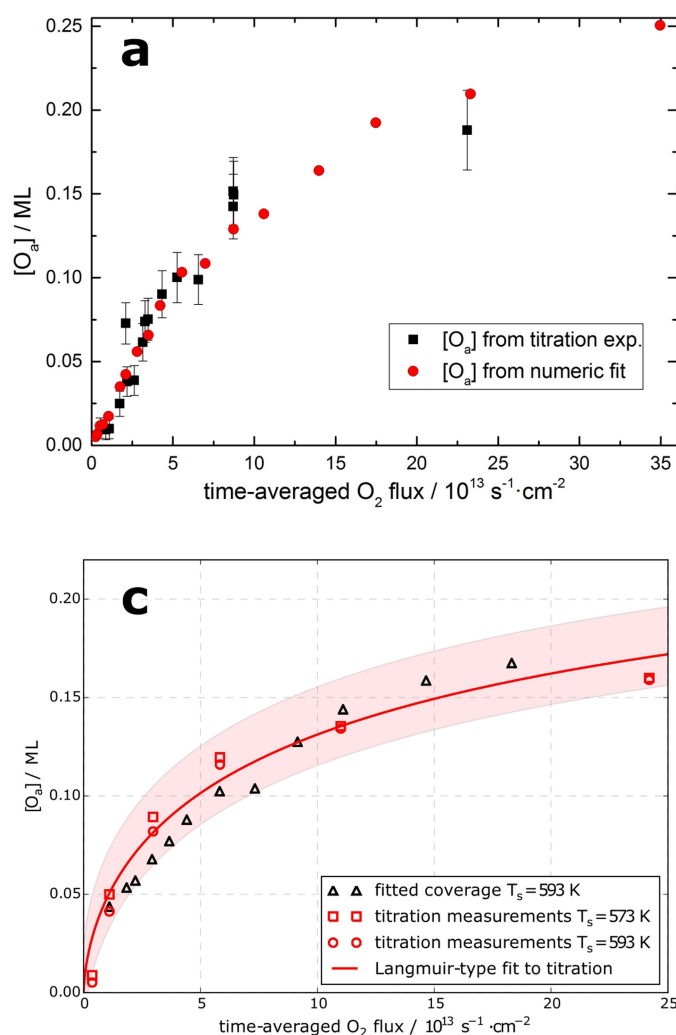 a
0.25
0.20
0.15
0.10
0.05
0.00
[Oₐ] / ML
[Oₐ] from titration exp.
[Oₐ] from numeric fit
0 5 10 15 20 25 30 35
time-averaged O₂ flux / 10¹³ s⁻¹·cm⁻²
c
0.20
0.15
0.10
0.05
0.00
[Oₐ] / ML
fitted coverage Tₛ=593 K
titration measurements Tₛ=573 K
titration measurements Tₛ=593 K
Langmuir-type fit to titration
0 5 10 15 20 25
time-averaged O₂ flux / 10¹³ s⁻¹·cm⁻²